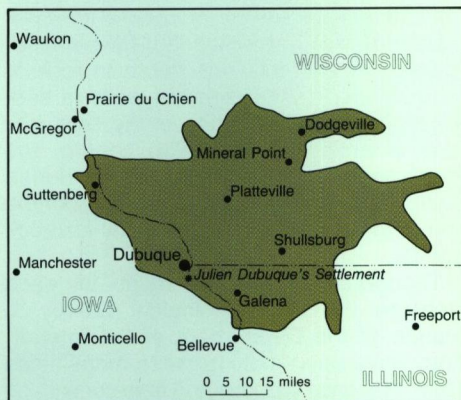 Waukon
WISCONSIN
Prairie du Chien
McGregor
Dodgeville
Mineral Point
Guttenberg
Platteville
Shullsburg
Dubuque
Manchester
Julien Dubuque's Settlement
IOWA
Galena
Freeport
Monticello
Bellevue
ILLINOIS
0 5 10 15 miles